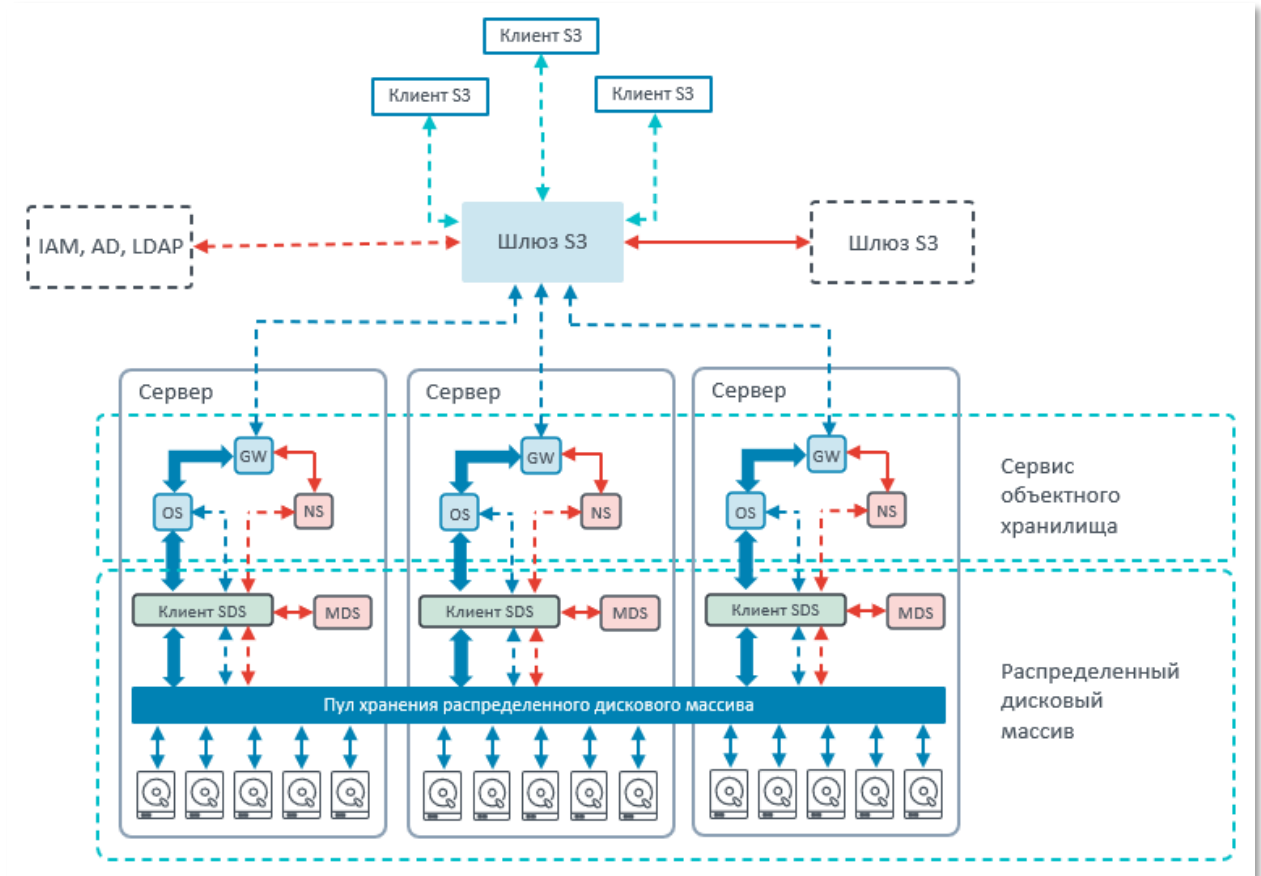 Клиент S3
Клиент S3
Клиент S3
IAM, AD, LDAP
Шлюз S3
Шлюз S3
Сервер
Сервер
Сервер
GW
GW
GW
OS
NS
OS
NS
OS
NS
Сервис
объектного
хранилища
Клиент SDS
MDS
Клиент SDS
MDS
Клиент SDS
MDS
Распределенный
дисковый
массив
Пул хранения распределенного дискового массива